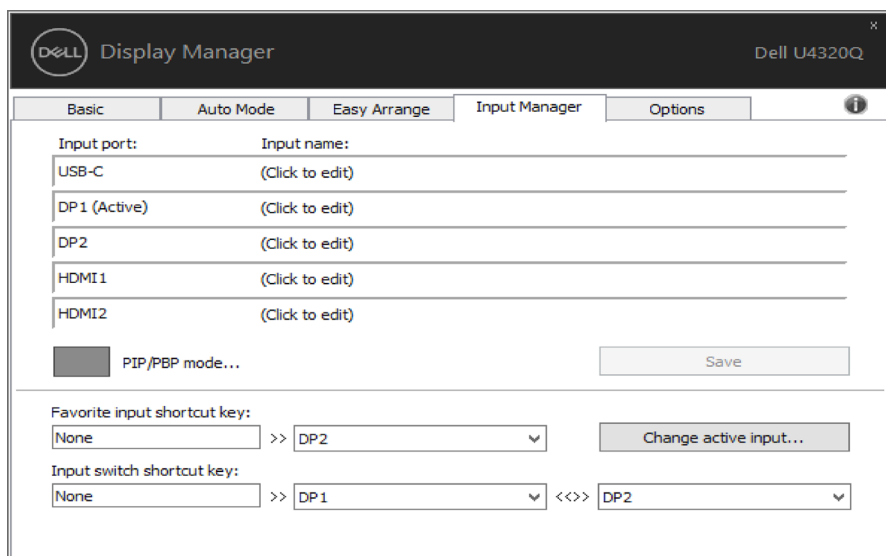 x
DELL Display Manager Dell U4320Q
Basic Auto Mode Easy Arrange Input Manager Options i
Input port: Input name:
USB-C (Click to edit)
DP1 (Active) (Click to edit)
DP2 (Click to edit)
HDMI1 (Click to edit)
HDMI2 (Click to edit)
PIP/PBP mode... Save
Favorite input shortcut key:
None >> DP2 Change active input...
Input switch shortcut key:
None >> DP1 <<>> DP2